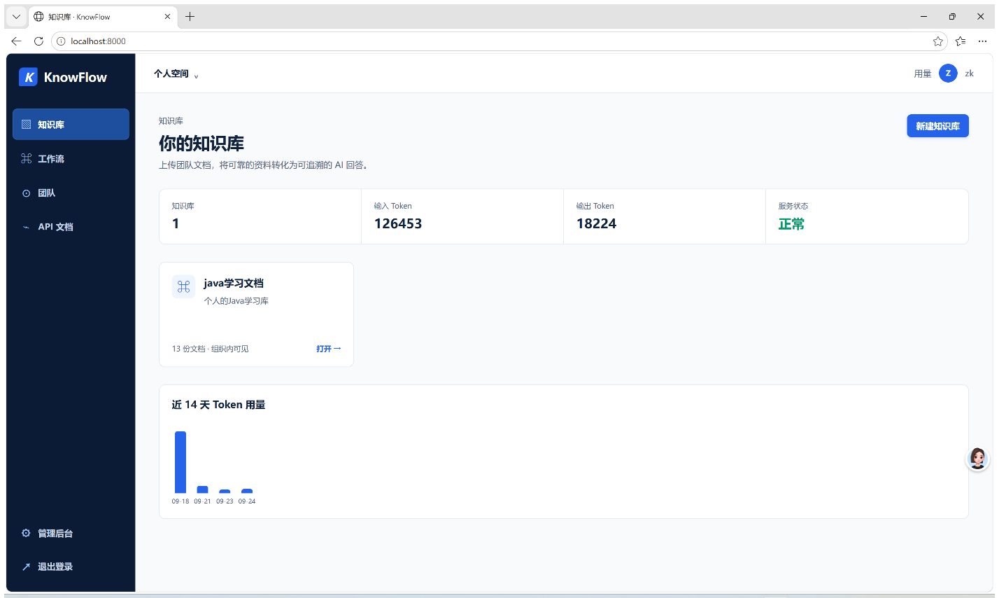 知识库 · KnowFlow
localhost:8000
K KnowFlow
知识库
工作流
团队
API 文档
管理后台
退出登录
个人空间
用量 Z zk
知识库
你的知识库
上传团队文档，将可靠的资料转化为可追溯的 AI 回答。
新建知识库
知识库
1
输入 Token
126453
输出 Token
18224
服务状态
正常
java学习文档
个人的Java学习库
13 份文档 · 组织内可见
打开 →
近 14 天 Token 用量
09-18 09-21 09-23 09-24